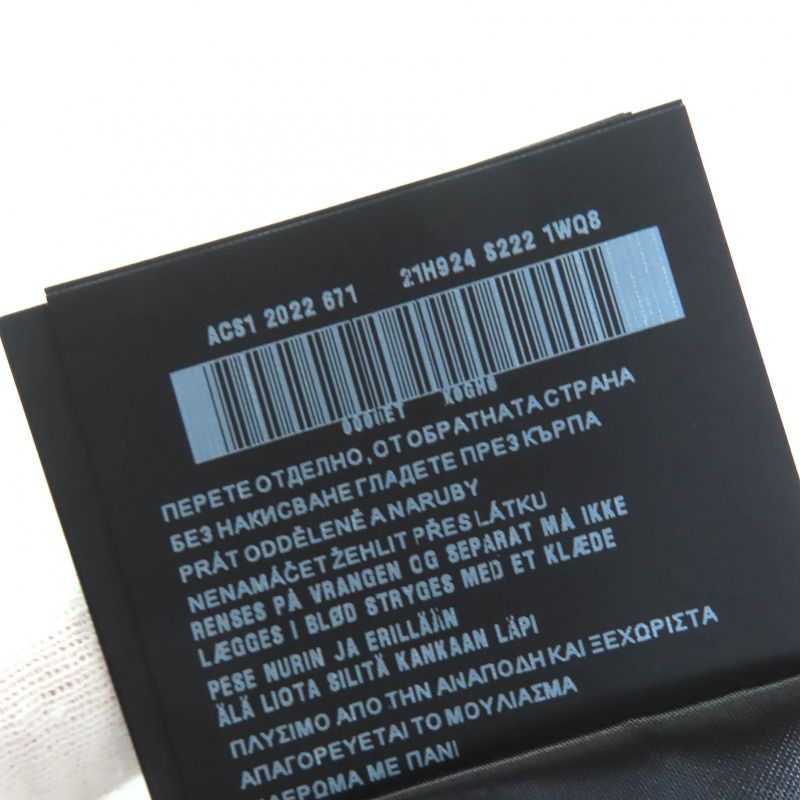 ACS1 2022 671 21H924 S222 1WQ8
ПЕРЕТЕ ОТДЕЛНО, ОТ ОБРАТНАТА СТРАНА
БЕЗ НАКИСВАНЕ ГЛАДЕТЕ ПРЕЗ КЪРПА
PRÁT ODDĚLENĚ A NARUBY
NENAMÁČET ŽEHLIT PŘES LÁTKU
RENSES PÅ VRANGEN OG SEPARAT MÅ IKKE
LÆGGES I BLØD STRYGES MED ET KLÆDE
PESE NURIN JA ERILLÄÄN
ÄLÄ LIOTA SILITÄ KANKAAN LÄPI
ΠΛΥΣΙΜΟ ΑΠΟ ΤΗΝ ΑΝΑΠΟΔΗ ΚΑΙ ΞΕΧΩΡΙΣΤΑ
ΑΠΑΓΟΡΕΥΕΤΑΙ ΤΟ ΜΟΥΛΙΑΣΜΑ
ΣΙΔΕΡΩΜΑ ΜΕ ΠΑΝΙ